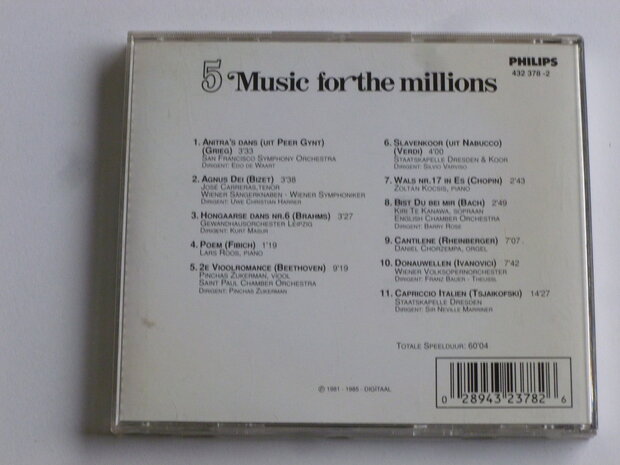 5 Music for the millions
PHILIPS
432 378 -2
1. Anitra's dans (uit Peer Gynt)
(Grieg) 3'33
San Francisco Symphony Orchestra
Dirigent: Edo de Waart
2. Agnus Dei (Bizet) 3'38
José Carreras, tenor
Wiener Sängerknaben - Wiener Symphoniker
Dirigent: Uwe Christian Harrer
3. Hongaarse dans nr.6 (Brahms) 3'27
Gewandhausorchester Leipzig
Dirigent: Kurt Masur
4. Poem (Fibich) 1'19
Lars Roos, piano
5. 2e Vioolromance (Beethoven) 9'19
Pinchas Zukerman, viool
Saint Paul Chamber Orchestra
Dirigent: Pinchas Zukerman
6. Slavenkoor (uit Nabucco)
(Verdi) 4'00
Staatskapelle Dresden & Koor
Dirigent: Silvio Varviso
7. Wals nr.17 in Es (Chopin) 2'43
Zoltán Kocsis, piano
8. Bist Du bei mir (Bach) 2'49
Kiri Te Kanawa, sopraan
English Chamber Orchestra
Dirigent: Barry Rose
9. Cantilene (Rheinberger) 7'07
Daniel Chorzempa, orgel
10. Donauwellen (Ivanovici) 7'42
Wiener Volksopernorchester
Dirigent: Franz Bauer - Theussl
11. Capriccio Italien (Tsjaikofski) 14'27
Staatskapelle Dresden
Dirigent: Sir Neville Marriner
Totale Speelduur: 60'04
℗ 1981 - 1985 - DIGITAAL
0 28943 23782 6